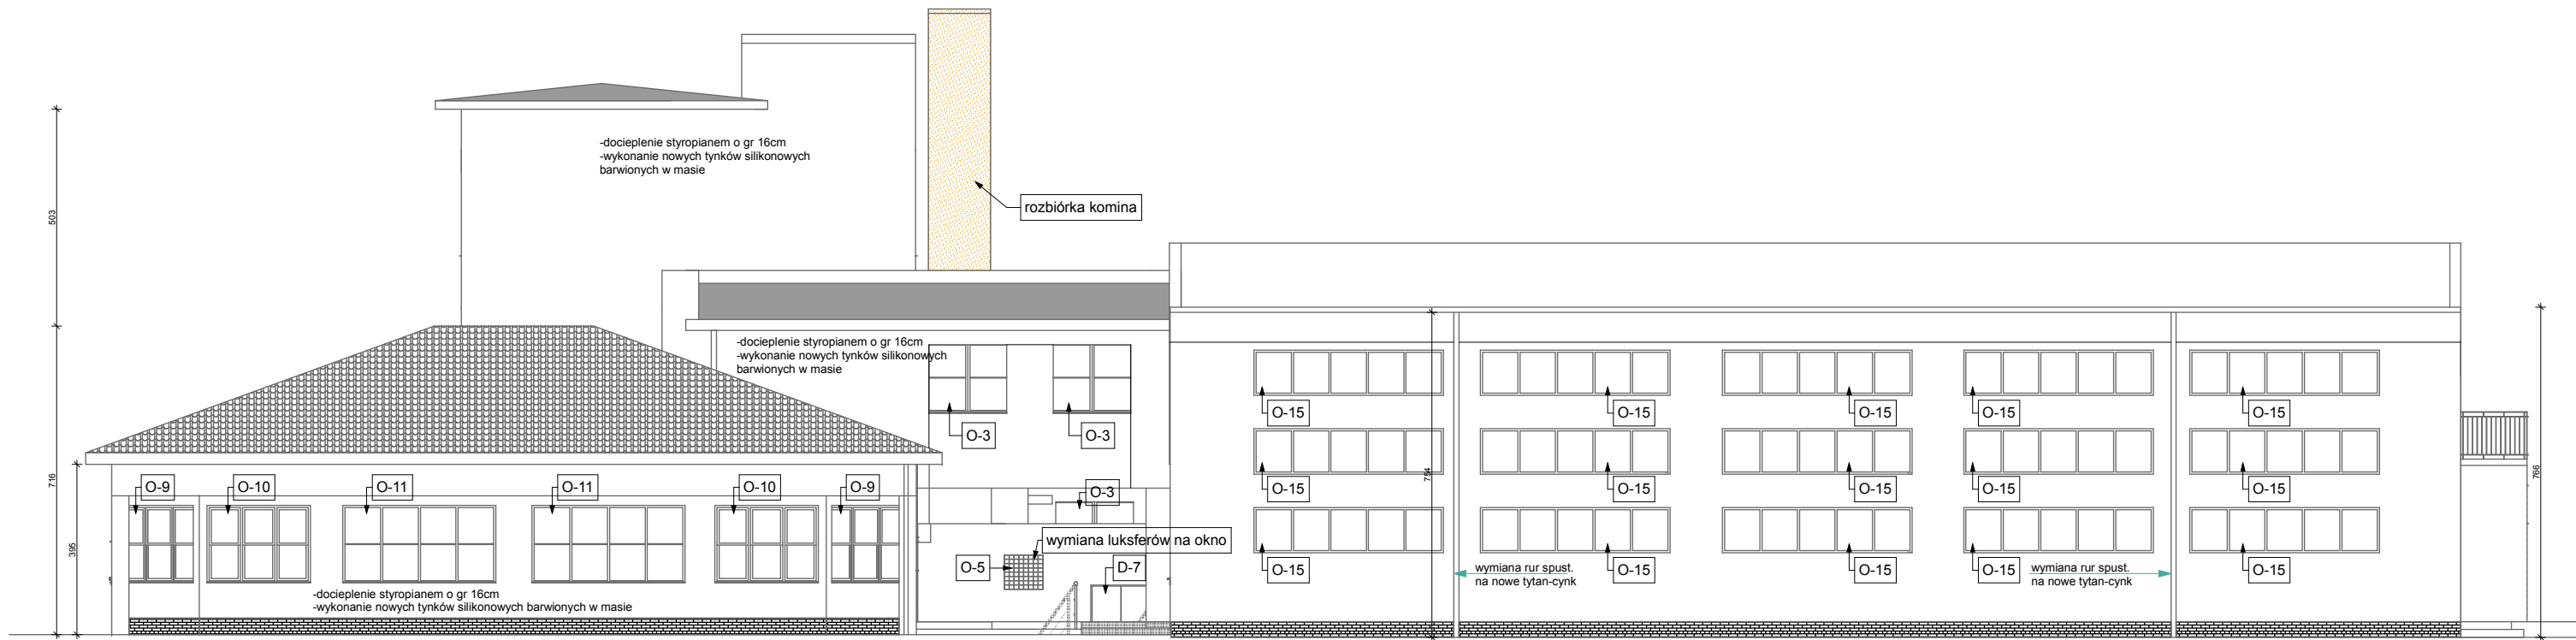 -docieplenie styropianem o gr 16cm
-wykonanie nowych tynków silikonowych
barwionych w masie
503
rozbiórka komina
-docieplenie styropianem o gr 16cm
-wykonanie nowych tynków silikonowych
barwionych w masie
O-15 O-15 O-15 O-15 O-15
O-3 O-3
716
754
766
O-9 O-10 O-11 O-11 O-10 O-9
O-3
O-15 O-15 O-15 O-15 O-15
395
wymiana luksferów na okno
O-5
D-7
O-15 O-15 O-15 O-15 O-15
wymiana rur spust.
na nowe tytan-cynk
wymiana rur spust.
na nowe tytan-cynk
-docieplenie styropianem o gr 16cm
-wykonanie nowych tynków silikonowych barwionych w masie